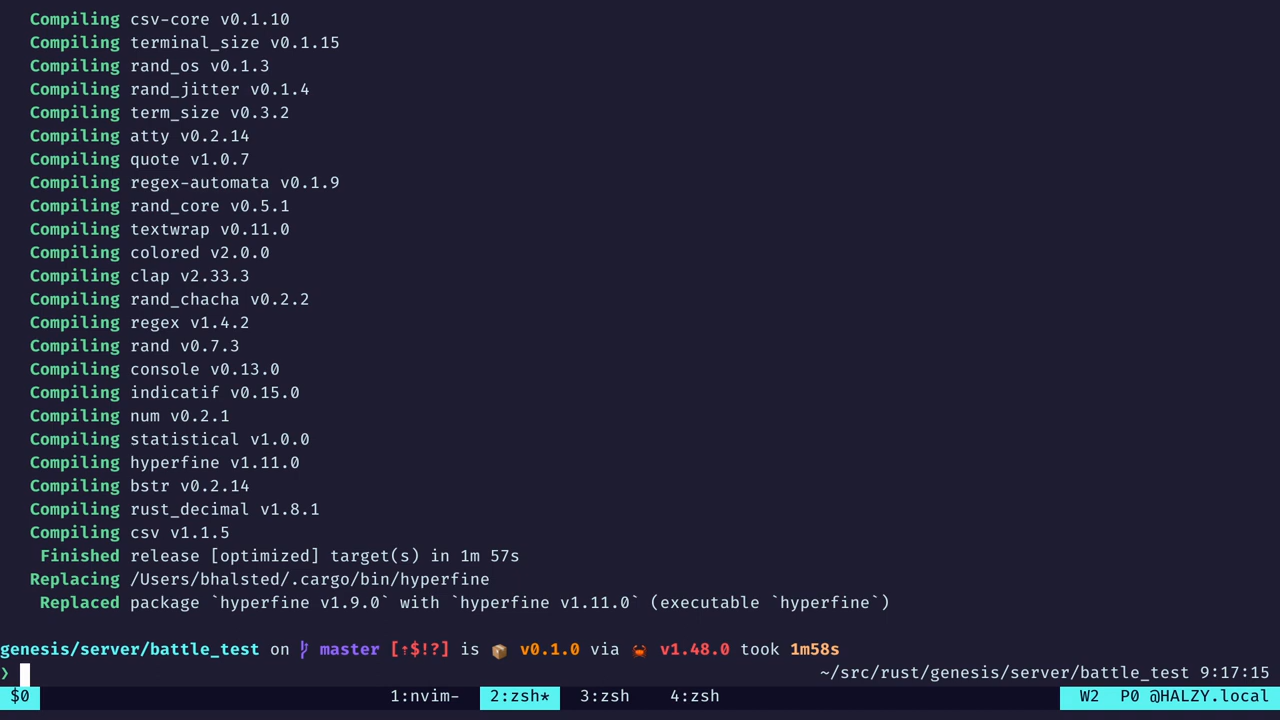 Compiling csv-core v0.1.10
Compiling terminal_size v0.1.15
Compiling rand_os v0.1.3
Compiling rand_jitter v0.1.4
Compiling term_size v0.3.2
Compiling atty v0.2.14
Compiling quote v1.0.7
Compiling regex-automata v0.1.9
Compiling rand_core v0.5.1
Compiling textwrap v0.11.0
Compiling colored v2.0.0
Compiling clap v2.33.3
Compiling rand_chacha v0.2.2
Compiling regex v1.4.2
Compiling rand v0.7.3
Compiling console v0.13.0
Compiling indicatif v0.15.0
Compiling num v0.2.1
Compiling statistical v1.0.0
Compiling hyperfine v1.11.0
Compiling bstr v0.2.14
Compiling rust_decimal v1.8.1
Compiling csv v1.1.5
Finished release [optimized] target(s) in 1m 57s
Replacing /Users/bhalsted/.cargo/bin/hyperfine
Replaced package `hyperfine v1.9.0` with `hyperfine v1.11.0` (executable `hyperfine`)
genesis/server/battle_test on master [⇡$!?] is 📦 v0.1.0 via 🦀 v1.48.0 took 1m58s
❯ ~/src/rust/genesis/server/battle_test 9:17:15
$0 1:nvim- 2:zsh* 3:zsh 4:zsh W2 P0 @HALZY.local